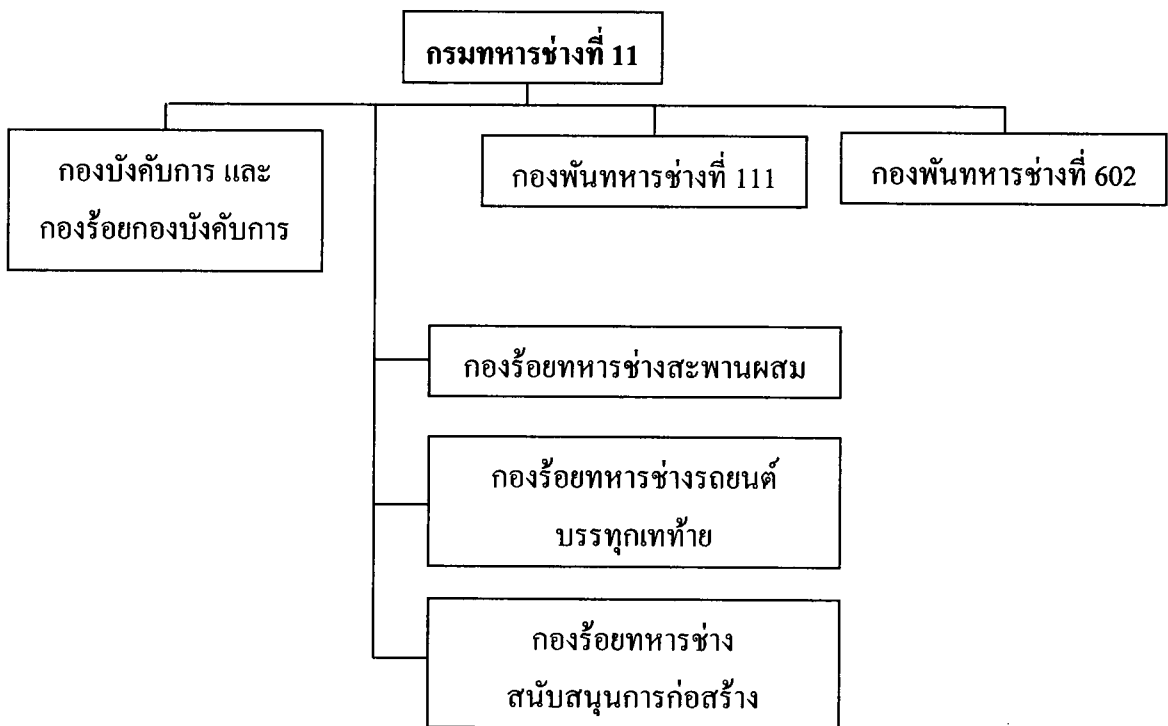 กรมทหารช่างที่ 11
กองบังคับการ และ
กองร้อยกองบังคับการ
กองพันทหารช่างที่ 111
กองพันทหารช่างที่ 602
กองร้อยทหารช่างสะพานผสม
กองร้อยทหารช่างรถยนต์
บรรทุกเทท้าย
กองร้อยทหารช่าง
สนับสนุนการก่อสร้าง